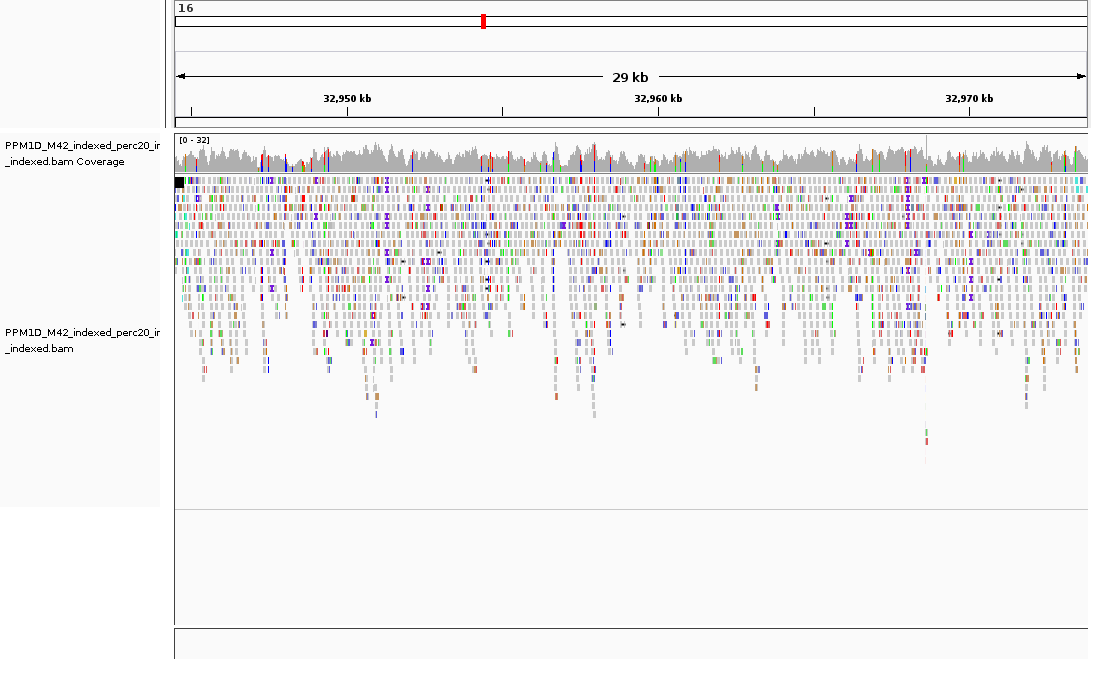 16
29 kb
32,950 kb
32,960 kb
32,970 kb
PPM1D_M42_indexed_perc20_ir
_indexed.bam Coverage
[0 - 32]
PPM1D_M42_indexed_perc20_ir
_indexed.bam